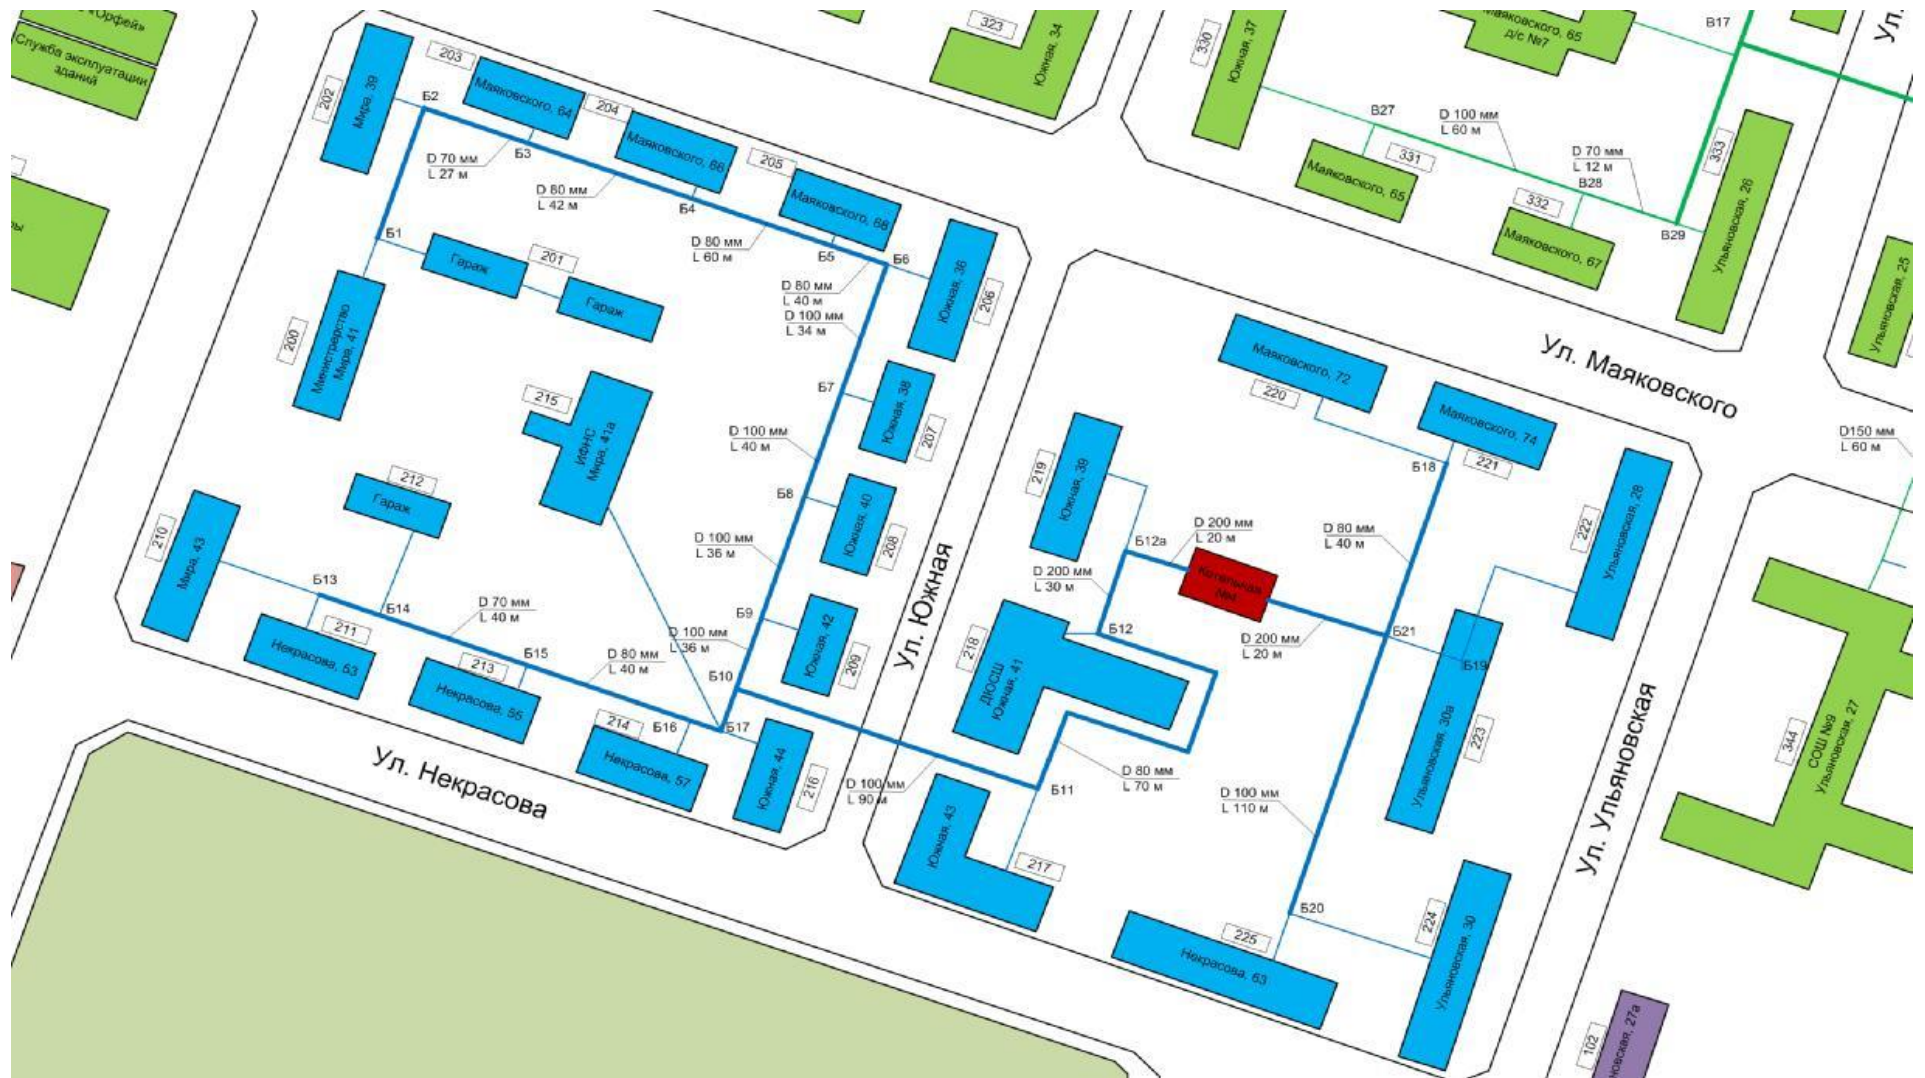 «Орфей»
Служба эксплуатации
зданий
202
Мира, 39
203
Маяковского, 64
204
Маяковского, 66
205
Маяковского, 68
323
Южная, 34
330
Южная, 37
Маяковского, 65
д/с №7
В17
Ул.
Б2
Б3
D 70 мм
L 27 м
D 80 мм
L 42 м
Б4
D 80 мм
L 60 м
Б5
Б6
D 80 мм
L 40 м
D 100 мм
L 34 м
Южная, 36
206
В27
D 100 мм
L 60 м
331
Маяковского, 65
D 70 мм
L 12 м
В28
332
Маяковского, 67
В29
333
Ульяновская, 26
Ульяновская, 25
Б1
Гараж
201
Гараж
200
Министрерство
Мира, 41
215
ИФНС
Мира, 41а
Б7
Южная, 38
207
D 100 мм
L 40 м
Б8
Южная, 40
208
D 100 мм
L 36 м
Б9
Южная, 42
209
D 100 мм
L 36 м
Б10
212
Гараж
210
Мира, 43
Б13
211
Некрасова, 53
Б14
D 70 мм
L 40 м
Б15
213
Некрасова, 55
D 80 мм
L 40 м
214
Б16
Некрасова, 57
Б17
Южная, 44
216
Ул. Некрасова
Ул. Южная
Ул. Маяковского
Маяковского, 72
220
Маяковского, 74
Б18
221
219
Южная, 39
Б12а
D 200 мм
L 20 м
Котельная
№4
D 200 мм
L 30 м
Б12
D 80 мм
L 40 м
222
Ульяновская, 28
D 200 мм
L 20 м
Б21
Б19
218
ДЮСШ
Южная, 41
Ульяновская, 30а
223
D 100 мм
L 90 м
Б11
D 80 мм
L 70 м
D 100 мм
L 110 м
Южная, 43
217
Б20
225
Некрасова, 63
224
Ульяновская, 30
Ул. Ульяновская
D150 мм
L 60 м
344
СОШ №9
Ульяновская, 27
102
новская, 27а